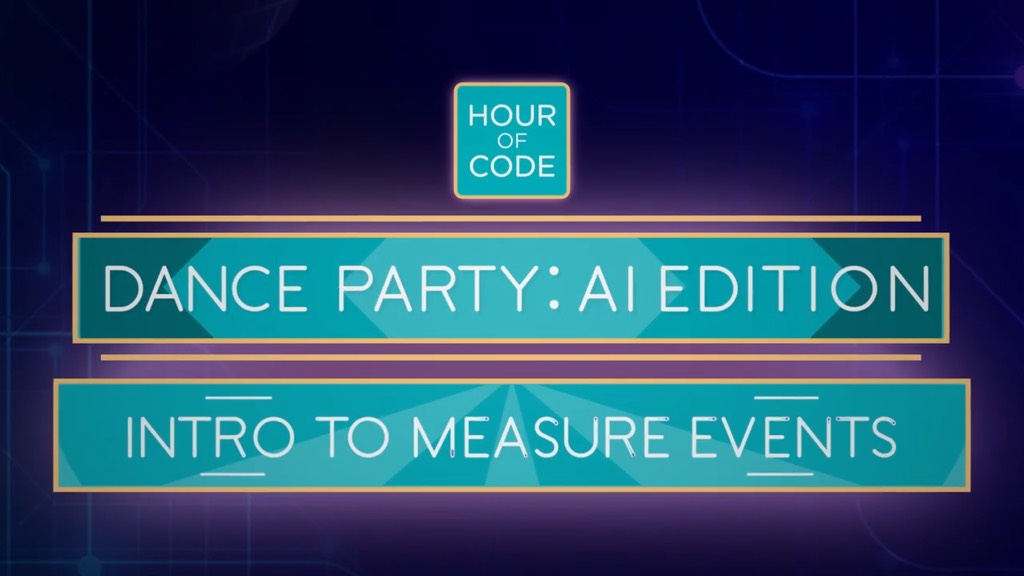 HOUR
OF
CODE
DANCE PARTY: AI EDITION
INTRO TO MEASURE EVENTS